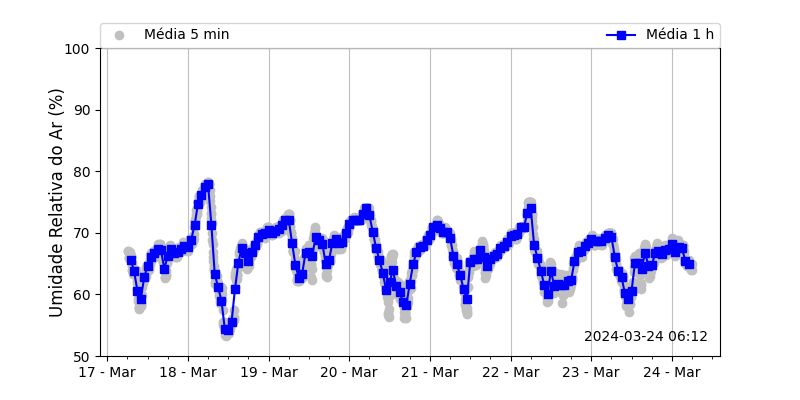 Média 5 min
Média 1 h
Umidade Relativa do Ar (%)
100
90
80
70
60
50
2024-03-24 06:12
17 - Mar
18 - Mar
19 - Mar
20 - Mar
21 - Mar
22 - Mar
23 - Mar
24 - Mar